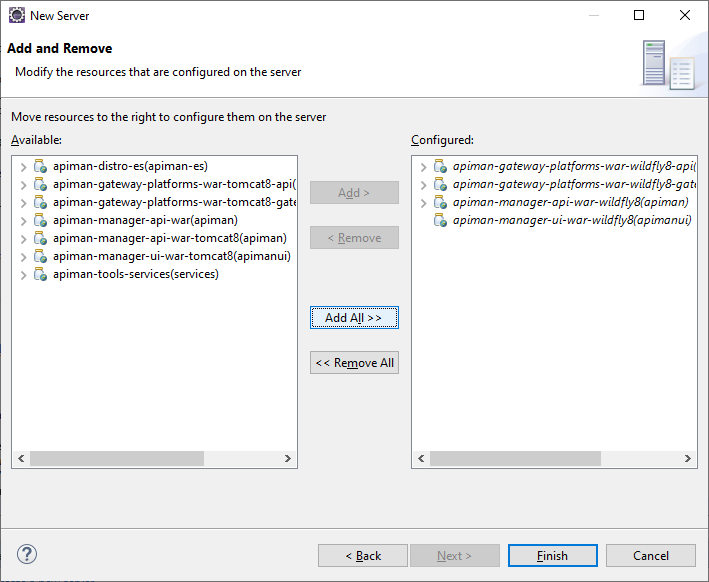 New Server
Add and Remove
Modify the resources that are configured on the server
Move resources to the right to configure them on the server
Available:
apiman-distro-es(apiman-es)
apiman-gateway-platforms-war-tomcat8-api(
apiman-gateway-platforms-war-tomcat8-gate
apiman-manager-api-war(apiman)
apiman-manager-api-war-tomcat8(apiman)
apiman-manager-ui-war-tomcat8(apimanui)
apiman-tools-services(services)
Add >
< Remove
Add All >>
<< Remove All
Configured:
apiman-gateway-platforms-war-wildfly8-api(
apiman-gateway-platforms-war-wildfly8-gate
apiman-manager-api-war-wildfly8(apiman)
apiman-manager-ui-war-wildfly8(apimanui)
?
< Back
Next >
Finish
Cancel